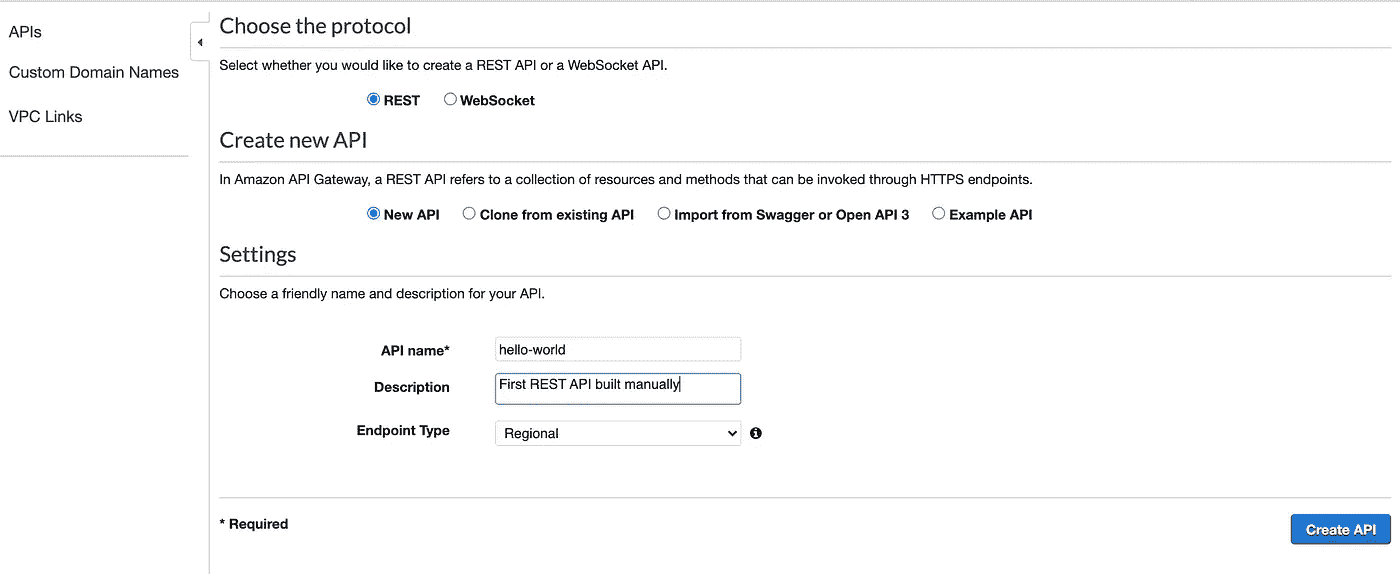 APIs
Custom Domain Names
VPC Links
Choose the protocol
Select whether you would like to create a REST API or a WebSocket API.
REST WebSocket
Create new API
In Amazon API Gateway, a REST API refers to a collection of resources and methods that can be invoked through HTTPS endpoints.
New API Clone from existing API Import from Swagger or Open API 3 Example API
Settings
Choose a friendly name and description for your API.
API name* hello-world
Description First REST API built manually
Endpoint Type Regional
* Required
Create API